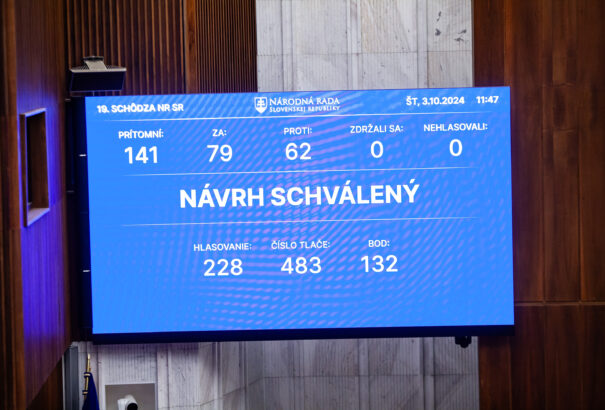 19. SCHÔDZA NR SR
NÁRODNÁ RADA
SLOVENSKEJ REPUBLIKY
ŠT, 3.10.2024 11:47
PRÍTOMNÍ: ZA: PROTI: ZDRŽALI SA: NEHLASOVALI:
141 79 62 0 0
NÁVRH SCHVÁLENÝ
HLASOVANIE: ČÍSLO TLAČE: BOD:
228 483 132